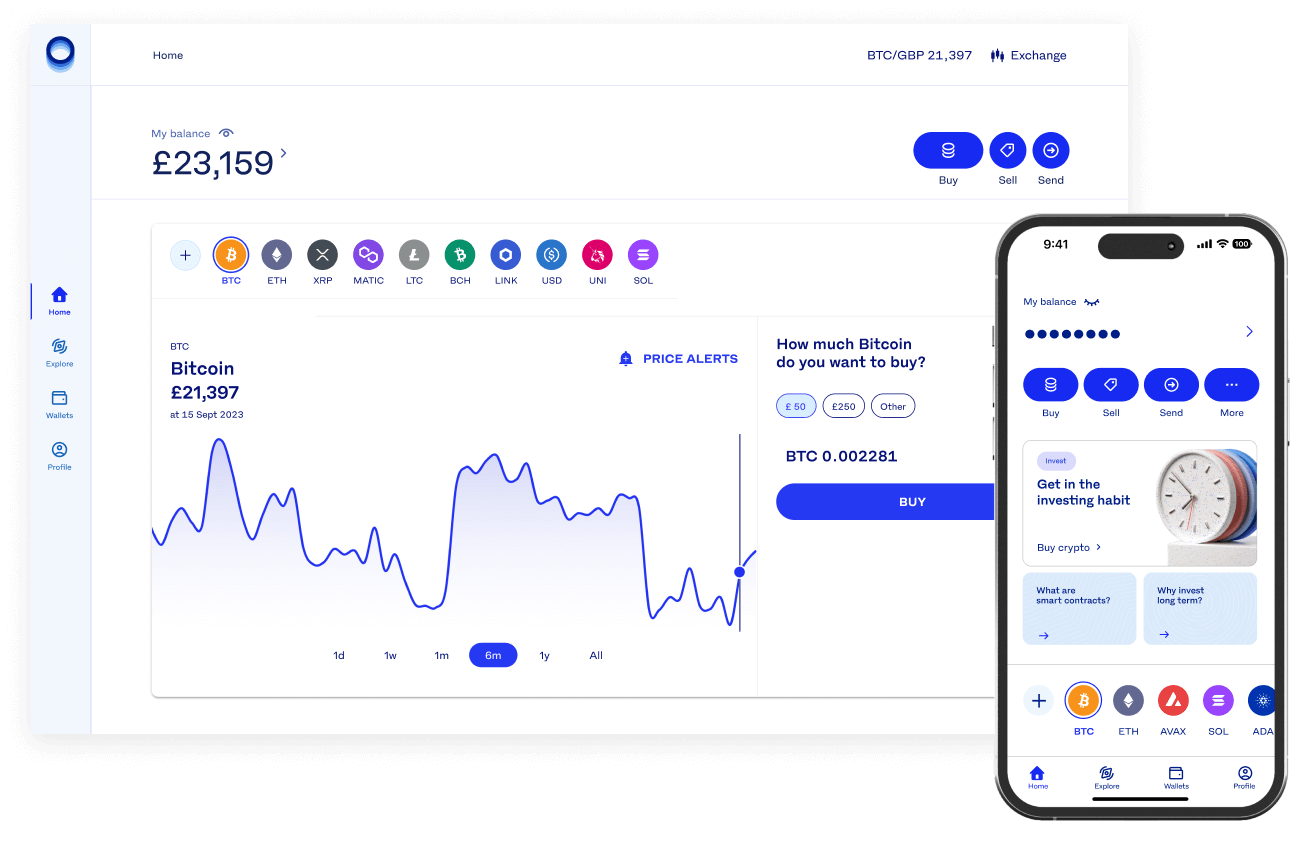 Home
BTC/GBP 21,397
Exchange
My balance
£23,159
Buy
Sell
Send
BTC
ETH
XRP
MATIC
LTC
BCH
LINK
USD
UNI
SOL
Home
Explore
Wallets
Profile
BTC
Bitcoin
£21,397
at 15 Sept 2023
PRICE ALERTS
1d
1w
1m
6m
1y
All
How much Bitcoin
do you want to buy?
£ 50
£250
Other
BTC 0.002281
BUY
9:41
100
My balance
Buy
Sell
Send
More
Invest
Get in the
investing habit
Buy crypto
What are
smart contracts?
Why invest
long term?
BTC
ETH
AVAX
SOL
ADA
Home
Explore
Wallets
Profile